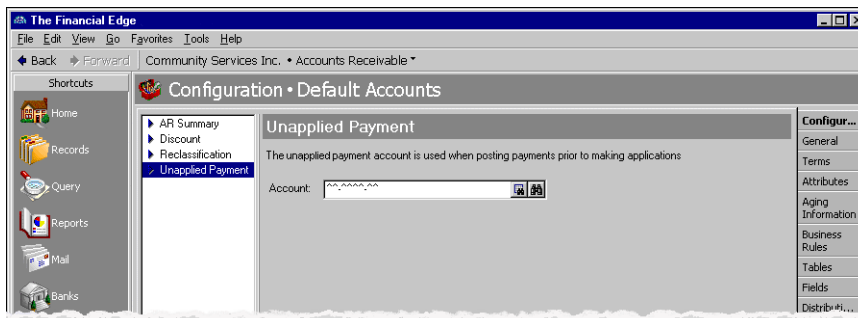 The Financial Edge
File Edit View Go Favorites Tools Help
Back Forward Community Services Inc. • Accounts Receivable
Shortcuts
Home
Records
Query
Reports
Mail
Banks
Configuration • Default Accounts
AR Summary
Discount
Reclassification
Unapplied Payment
Unapplied Payment
The unapplied payment account is used when posting payments prior to making applications
Account: ^^-^^^^-^^
Configur...
General
Terms
Attributes
Aging
Information
Business
Rules
Tables
Fields
Distributi...